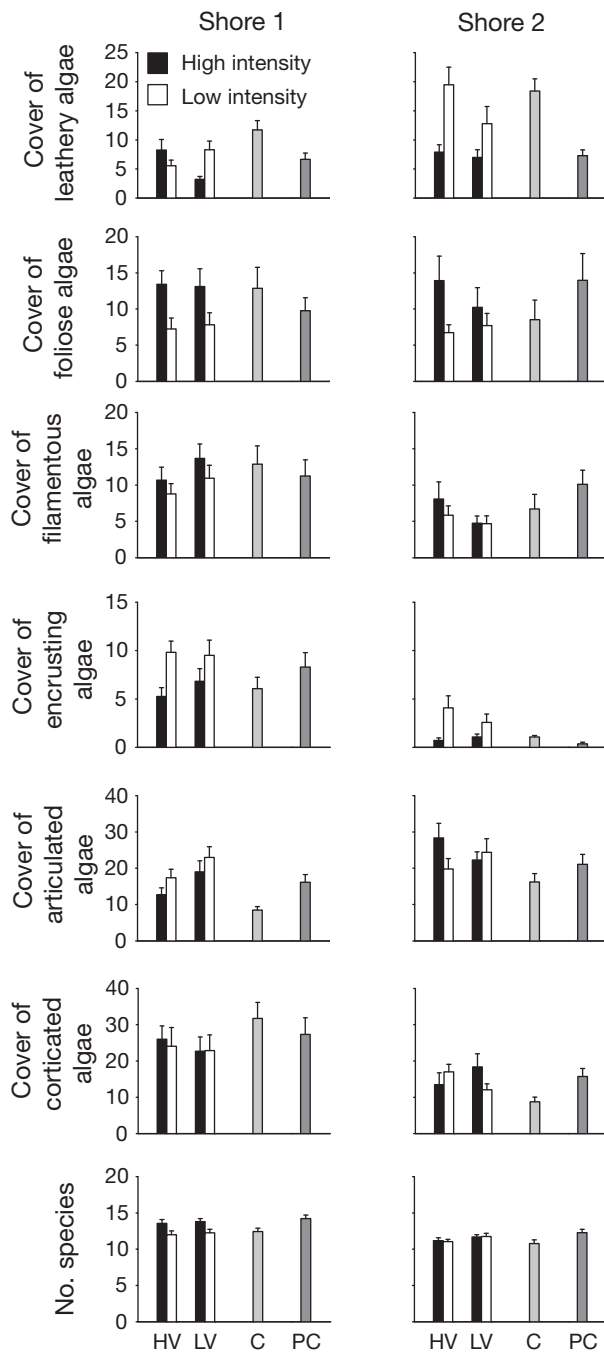 Shore 1
Shore 2
High intensity
Low intensity
Cover of
leathery algae
25
20
15
10
5
0
Cover of
foliose algae
20
15
10
5
0
Cover of
filamentous
algae
20
15
10
5
0
Cover of
encrusting
algae
15
10
5
0
Cover of
articulated
algae
40
30
20
10
0
Cover of
corticated
algae
40
30
20
10
0
No. species
20
15
10
5
0
HV LV C PC
HV LV C PC